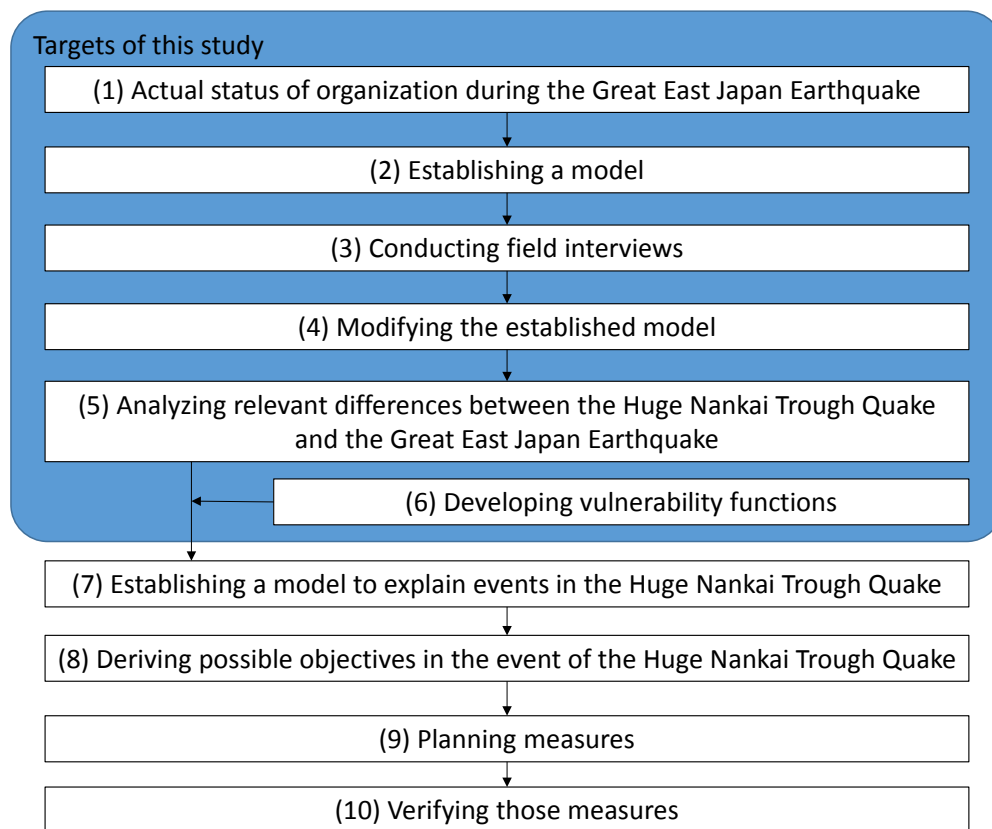 Targets of this study
(1) Actual status of organization during the Great East Japan Earthquake
(2) Establishing a model
(3) Conducting field interviews
(4) Modifying the established model
(5) Analyzing relevant differences between the Huge Nankai Trough Quake
and the Great East Japan Earthquake
(6) Developing vulnerability functions
(7) Establishing a model to explain events in the Huge Nankai Trough Quake
(8) Deriving possible objectives in the event of the Huge Nankai Trough Quake
(9) Planning measures
(10) Verifying those measures